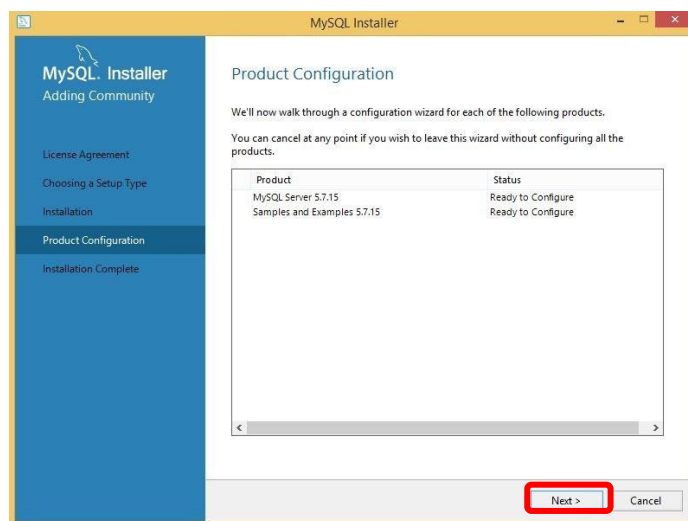 MySQL Installer
MySQL. Installer
Adding Community
License Agreement
Choosing a Setup Type
Installation
Product Configuration
Installation Complete
Product Configuration
We'll now walk through a configuration wizard for each of the following products.
You can cancel at any point if you wish to leave this wizard without configuring all the
products.
Product Status
MySQL Server 5.7.15 Ready to Configure
Samples and Examples 5.7.15 Ready to Configure
Next > Cancel